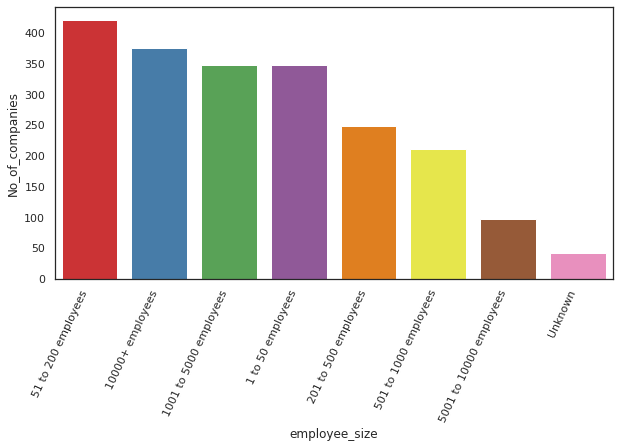 No_of_companies
400
350
300
250
200
150
100
50
0
51 to 200 employees
10000+ employees
1001 to 5000 employees
1 to 50 employees
201 to 500 employees
501 to 1000 employees
5001 to 10000 employees
Unknown
employee_size